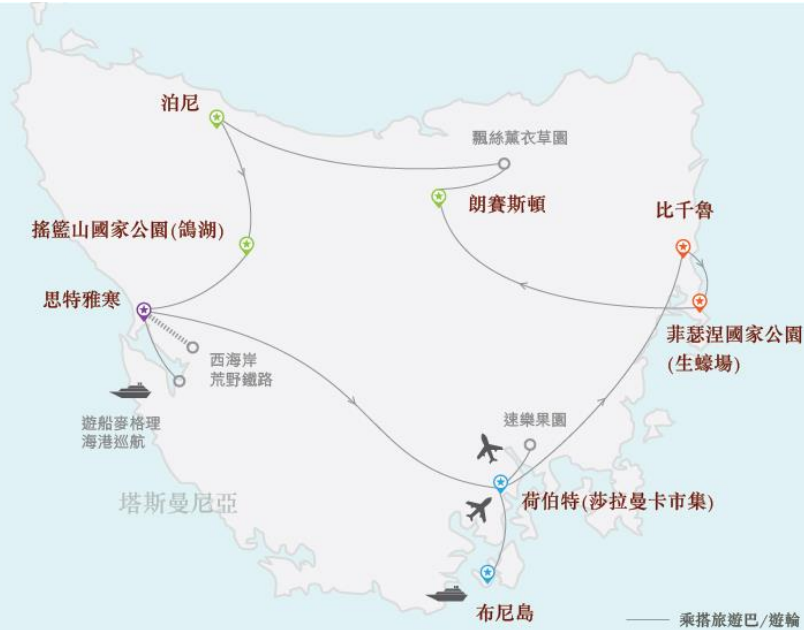 泊尼
飄絲薰衣草園
朗賽斯頓
比千魯
搖籃山國家公園(鴿湖)
思特雅寒
菲瑟涅國家公園
(生蠔場)
西海岸
荒野鐵路
遊船麥格理
海港巡航
速樂果園
塔斯曼尼亞
荷伯特(莎拉曼卡市集)
布尼島
乘搭旅遊巴/遊輪